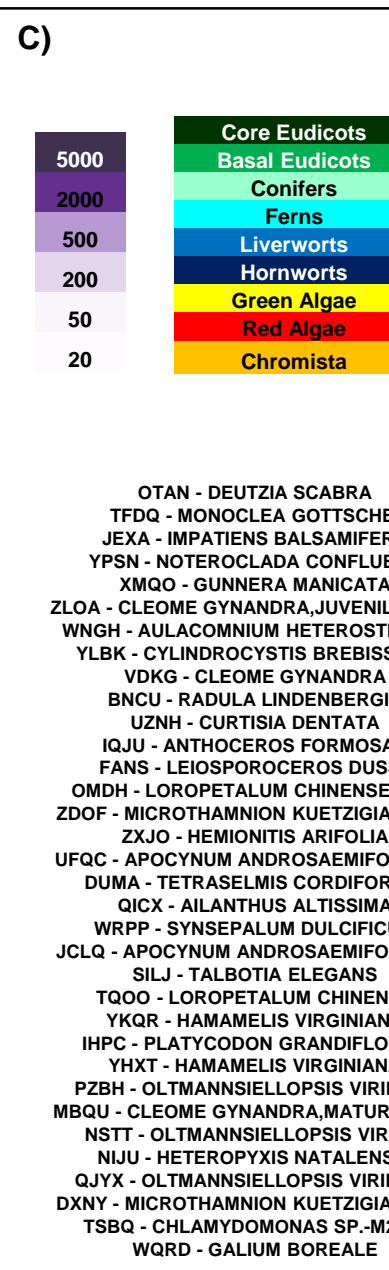 C)
5000
2000
500
200
50
20
Core Eudicots
Basal Eudicots
Conifers
Ferns
Liverworts
Hornworts
Green Algae
Red Algae
Chromista
OTAN - DEUTZIA SCABRA
TFDQ - MONOCLEA GOTTSCHE
JEXA - IMPATIENS BALSAMIFER
YPSN - NOTEROCLADA CONFLUE
XMQO - GUNNERA MANICATA
ZLOA - CLEOME GYNANDRA,JUVENIL
WNGH - AULACOMNIUM HETEROST
YLBK - CYLINDROCYSTIS BREBISS
VDKG - CLEOME GYNANDRA
BNCU - RADULA LINDENBERGI
UZNH - CURTISIA DENTATA
IQJU - ANTHOCEROS FORMOSA
FANS - LEIOSPOROCEROS DUS
OMDH - LOROPETALUM CHINENSE
ZDOF - MICROTHAMNION KUETZIGIA
ZXJO - HEMIONITIS ARIFOLIA
UFQC - APOCYNUM ANDROSAEMIFO
DUMA - TETRASELMIS CORDIFOR
QICX - AILANTHUS ALTISSIMA
WRPP - SYNSEPALUM DULCIFIC
JCLQ - APOCYNUM ANDROSAEMIFO
SILJ - TALBOTIA ELEGANS
TQOO - LOROPETALUM CHINEN
YKQR - HAMAMELIS VIRGINIAN
IHPC - PLATYCODON GRANDIFLO
YHXT - HAMAMELIS VIRGINIANA
PZBH - OLTMANNSIELLOPSIS VIRI
MBQU - CLEOME GYNANDRA,MATUR
NSTT - OLTMANNSIELLOPSIS VIR
NIJU - HETEROPYXIS NATALENS
QJYX - OLTMANNSIELLOPSIS VIRI
DXNY - MICROTHAMNION KUETZIGIA
TSBQ - CHLAMYDOMONAS SP.-M2
WQRD - GALIUM BOREALE